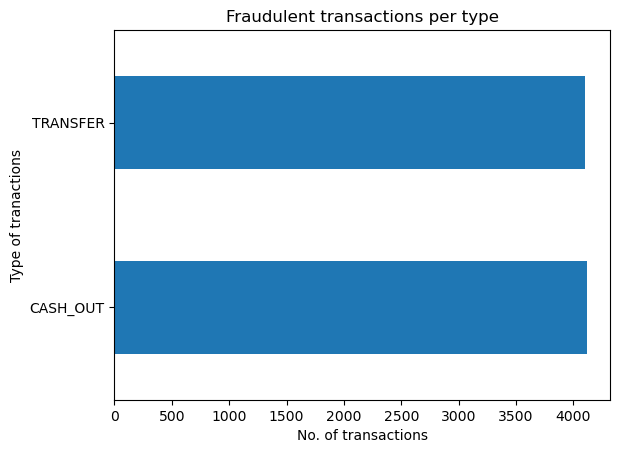 Fraudulent transactions per type
Type of tranactions
TRANSFER
CASH_OUT
0 500 1000 1500 2000 2500 3000 3500 4000
No. of transactions